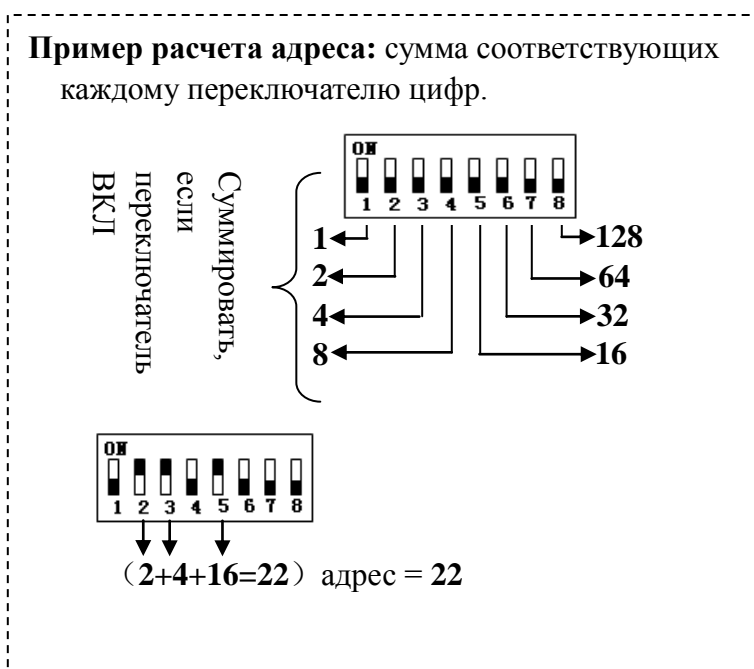 Пример расчета адреса: сумма соответствующих
каждому переключателю цифр.
Суммировать,
если
переключатель
ВКЛ
ON
1 2 3 4 5 6 7 8
1
2
4
8
128
64
32
16
ON
1 2 3 4 5 6 7 8
（2+4+16=22）адрес = 22